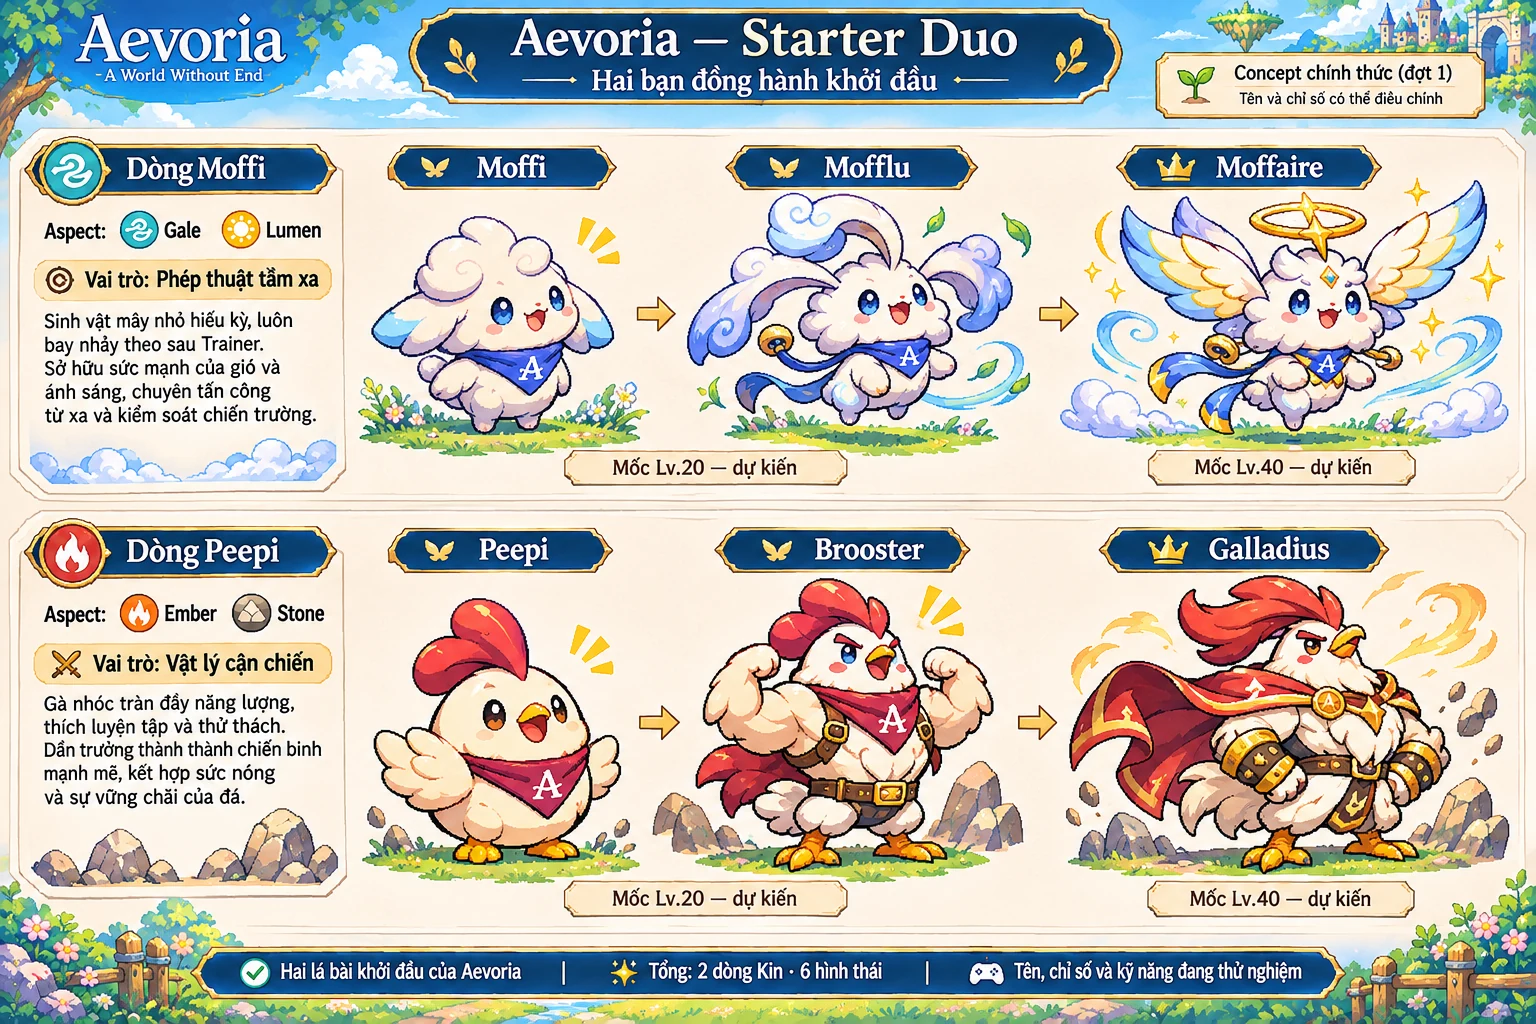 Aevoria
- A World Without End -
Aevoria – Starter Duo
Hai bạn đồng hành khởi đầu
Concept chính thức (đợt 1)
Tên và chỉ số có thể điều chính
Dòng Moffi
Aspect: Gale Lumen
Vai trò: Phép thuật tầm xa
Sinh vật mây nhỏ hiếu kỳ, luôn
bay nhảy theo sau Trainer.
Sở hữu sức mạnh của gió và
ánh sáng, chuyên tấn công
từ xa và kiểm soát chiến trường.
Moffi
A
Mofflu
A
Moffaire
A
Mốc Lv.20 — dự kiến
Mốc Lv.40 — dự kiến
Dòng Peepi
Aspect: Ember Stone
Vai trò: Vật lý cận chiến
Gà nhóc tràn đầy năng lượng,
thích luyện tập và thử thách.
Dần trưởng thành thành chiến binh
mạnh mẽ, kết hợp sức nóng
và sự vững chãi của đá.
Peepi
A
Brooster
A
Galladius
A
Mốc Lv.20 — dự kiến
Mốc Lv.40 — dự kiến
Hai lá bài khởi đầu của Aevoria | Tổng: 2 dòng Kin · 6 hình thái | Tên, chỉ số và kỹ năng đang thử nghiệm